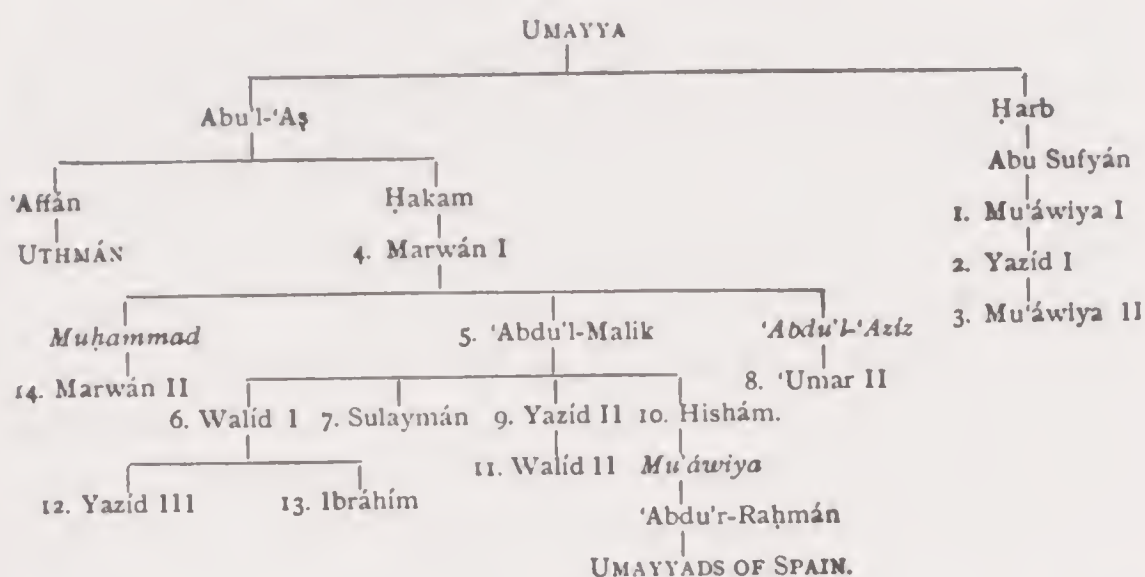 UMAYYA
Abu'l-‘Aṣ Ḥarb
‘Affán Ḥakam Abu Sufyán
UTHMÁN 4. Marwán I 1. Mu‘áwiya I
2. Yazíd I
Muḥammad 5. ‘Abdu'l-Malik ‘Abdu'l-‘Azíz 3. Mu‘áwiya II
14. Marwán II 8. ‘Umar II
6. Walíd I 7. Sulaymán 9. Yazíd II 10. Hishám.
12. Yazíd III 13. Ibráhím 11. Walíd II Mu‘áwiya
‘Abdu'r-Raḥmán
UMAYYADS OF SPAIN.